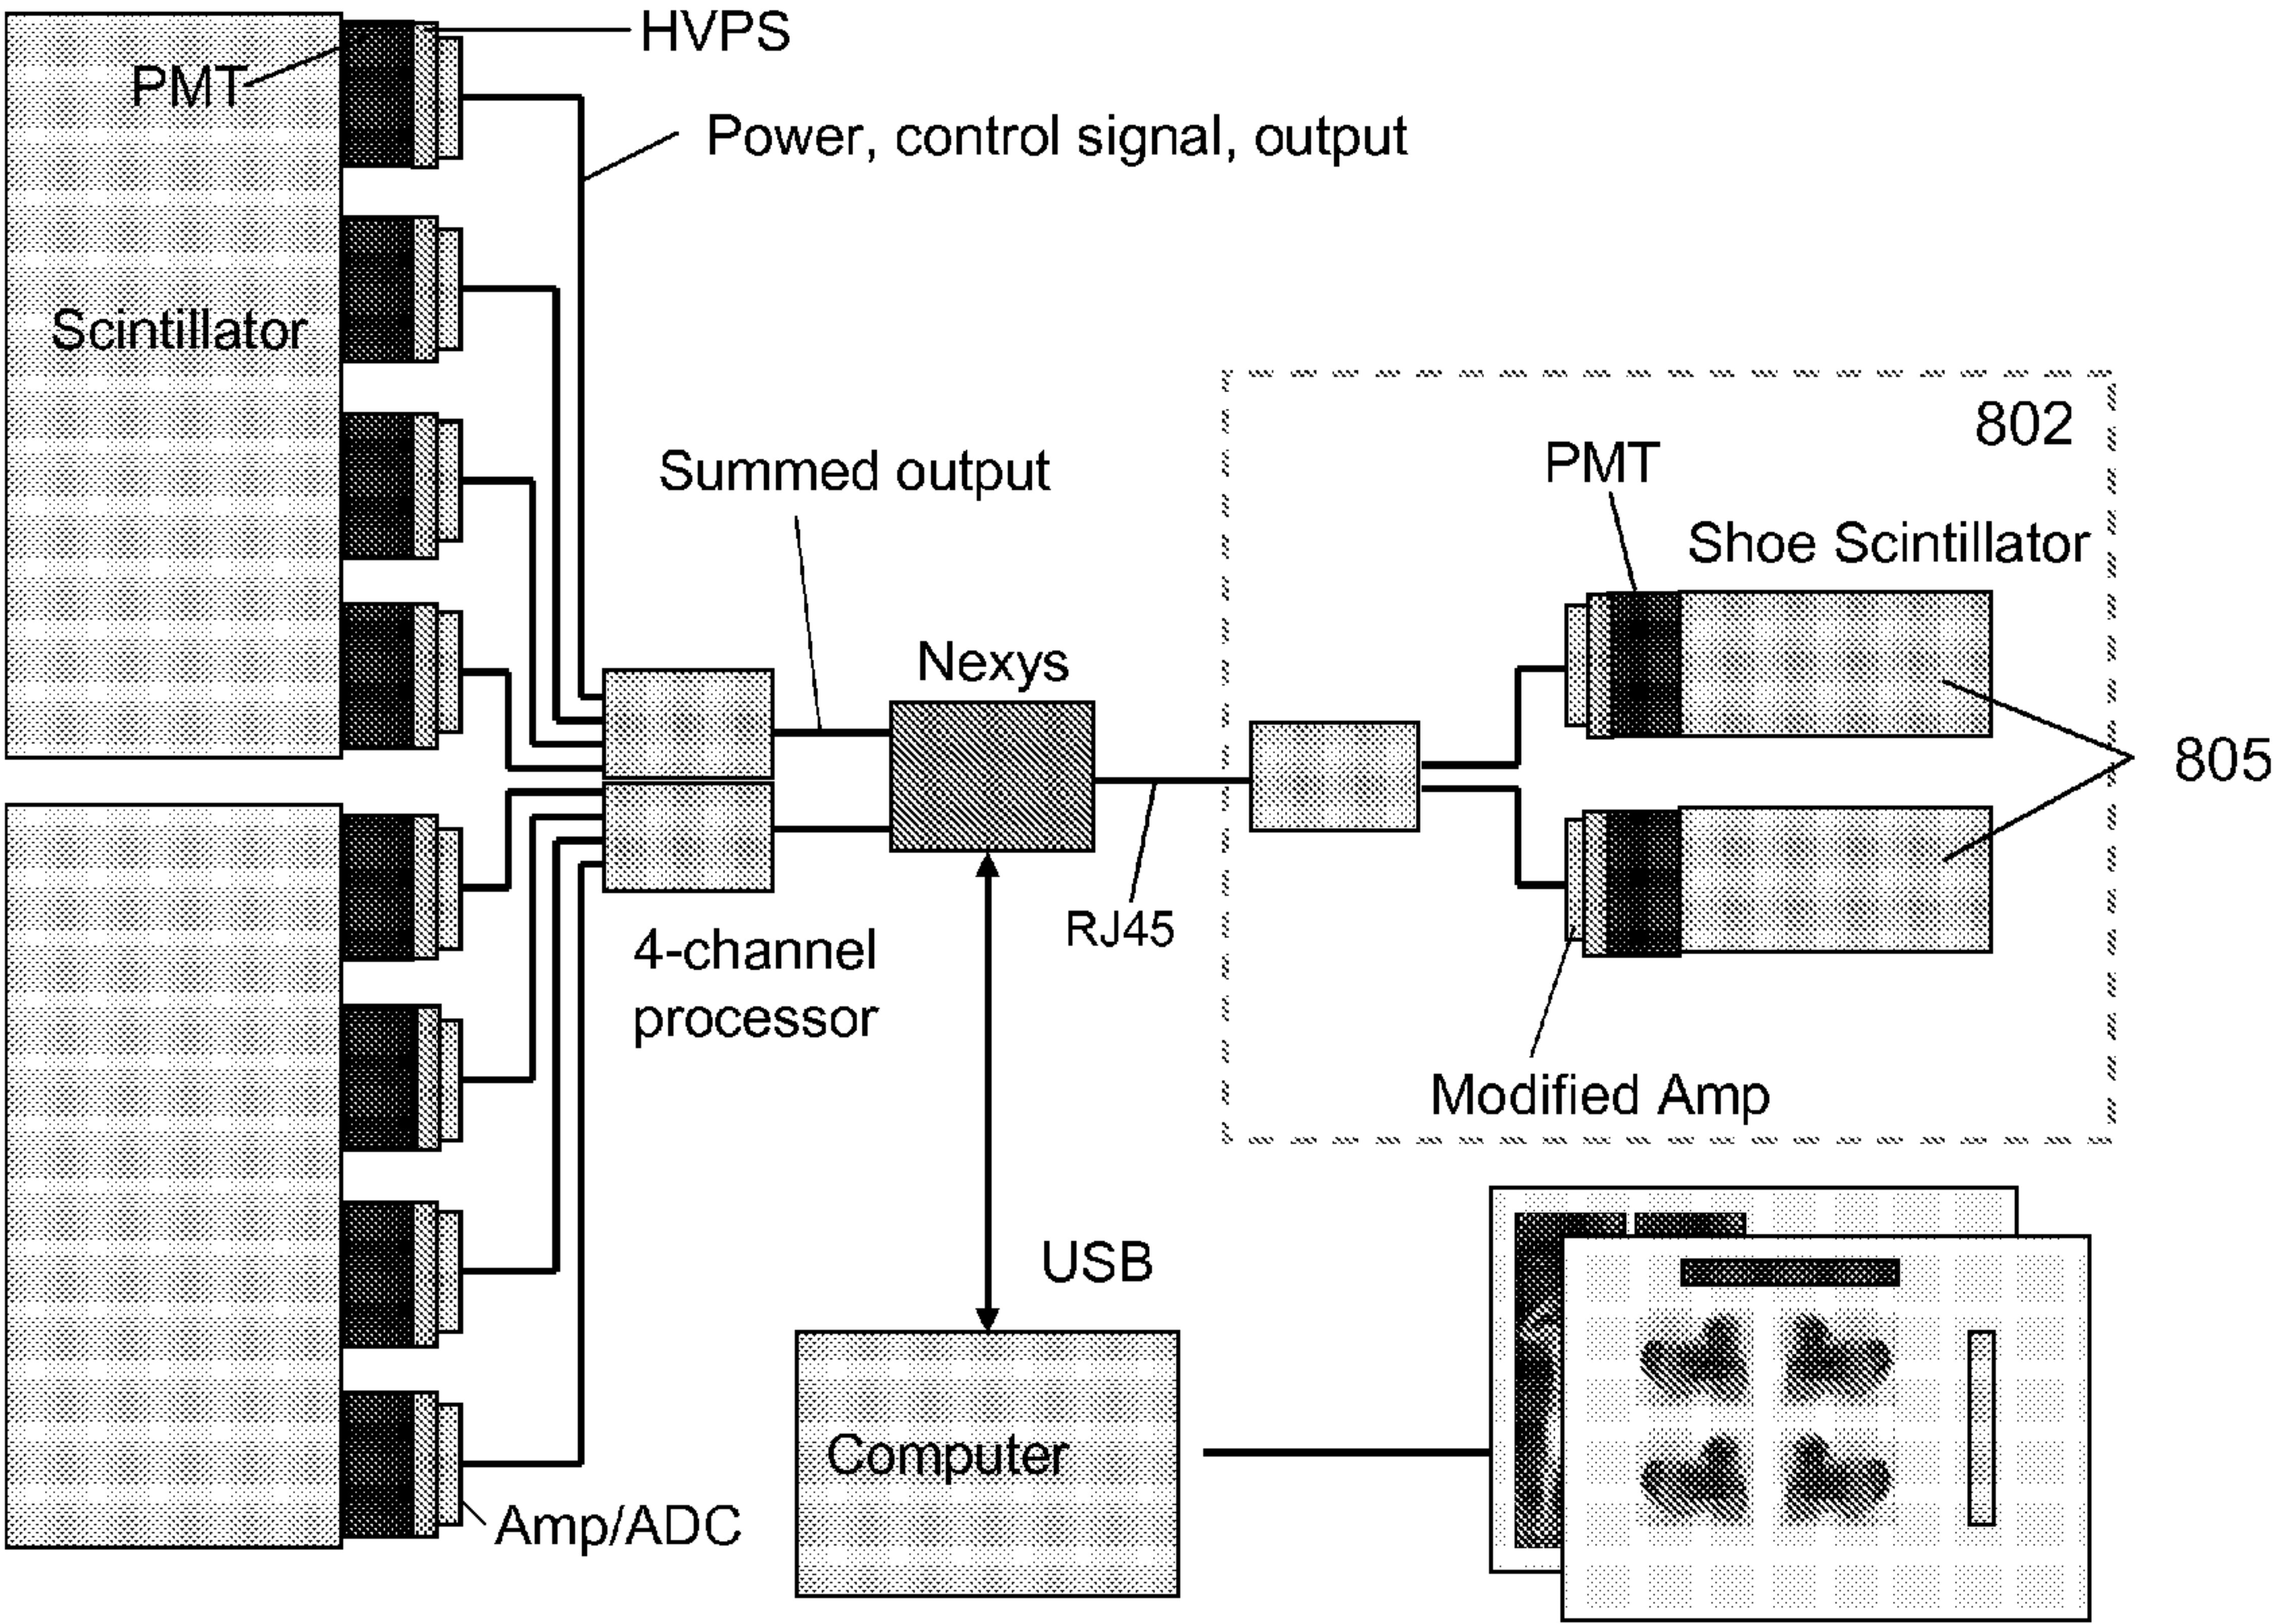 HVPS
PMT
Power, control signal, output
Scintillator
802
Summed output
PMT
Shoe Scintillator
Nexys
805
RJ45
4-channel
processor
Modified Amp
USB
Computer
Amp/ADC